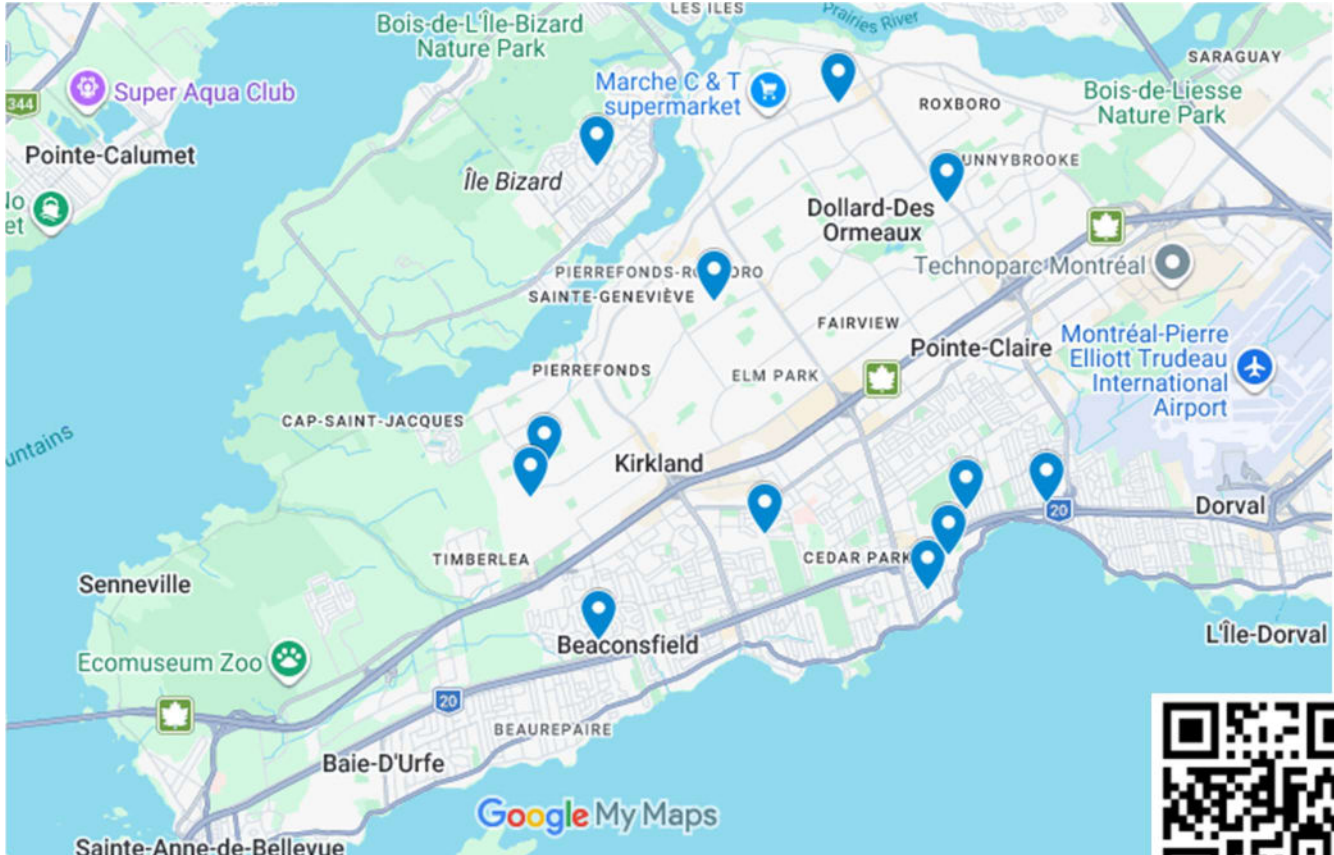 LES ILES
Prairies River
Bois-de-L'Île-Bizard
Nature Park
SARAGUAY
344
Super Aqua Club
Marche C & T
supermarket
Bois-de-Liesse
Nature Park
ROXBORO
Pointe-Calumet
UNNYBROOKE
Île Bizard
Dollard-Des
Ormeaux
Technoparc Montréal
PIERREFONDS-RO
ORO
SAINTE-GENEVIÈVE
FAIRVIEW
Pointe-Claire
Montréal-Pierre
Elliott Trudeau
International
Airport
PIERREFONDS
ELM PARK
CAP-SAINT-JACQUES
untains
Kirkland
Dorval
20
TIMBERLEA
CEDAR PARK
Senneville
Beaconsfield
L'Île-Dorval
Ecomuseum Zoo
20
BEAUREPAIRE
Baie-D'Urfe
Google My Maps
Sainte-Anne-de-Bellevue